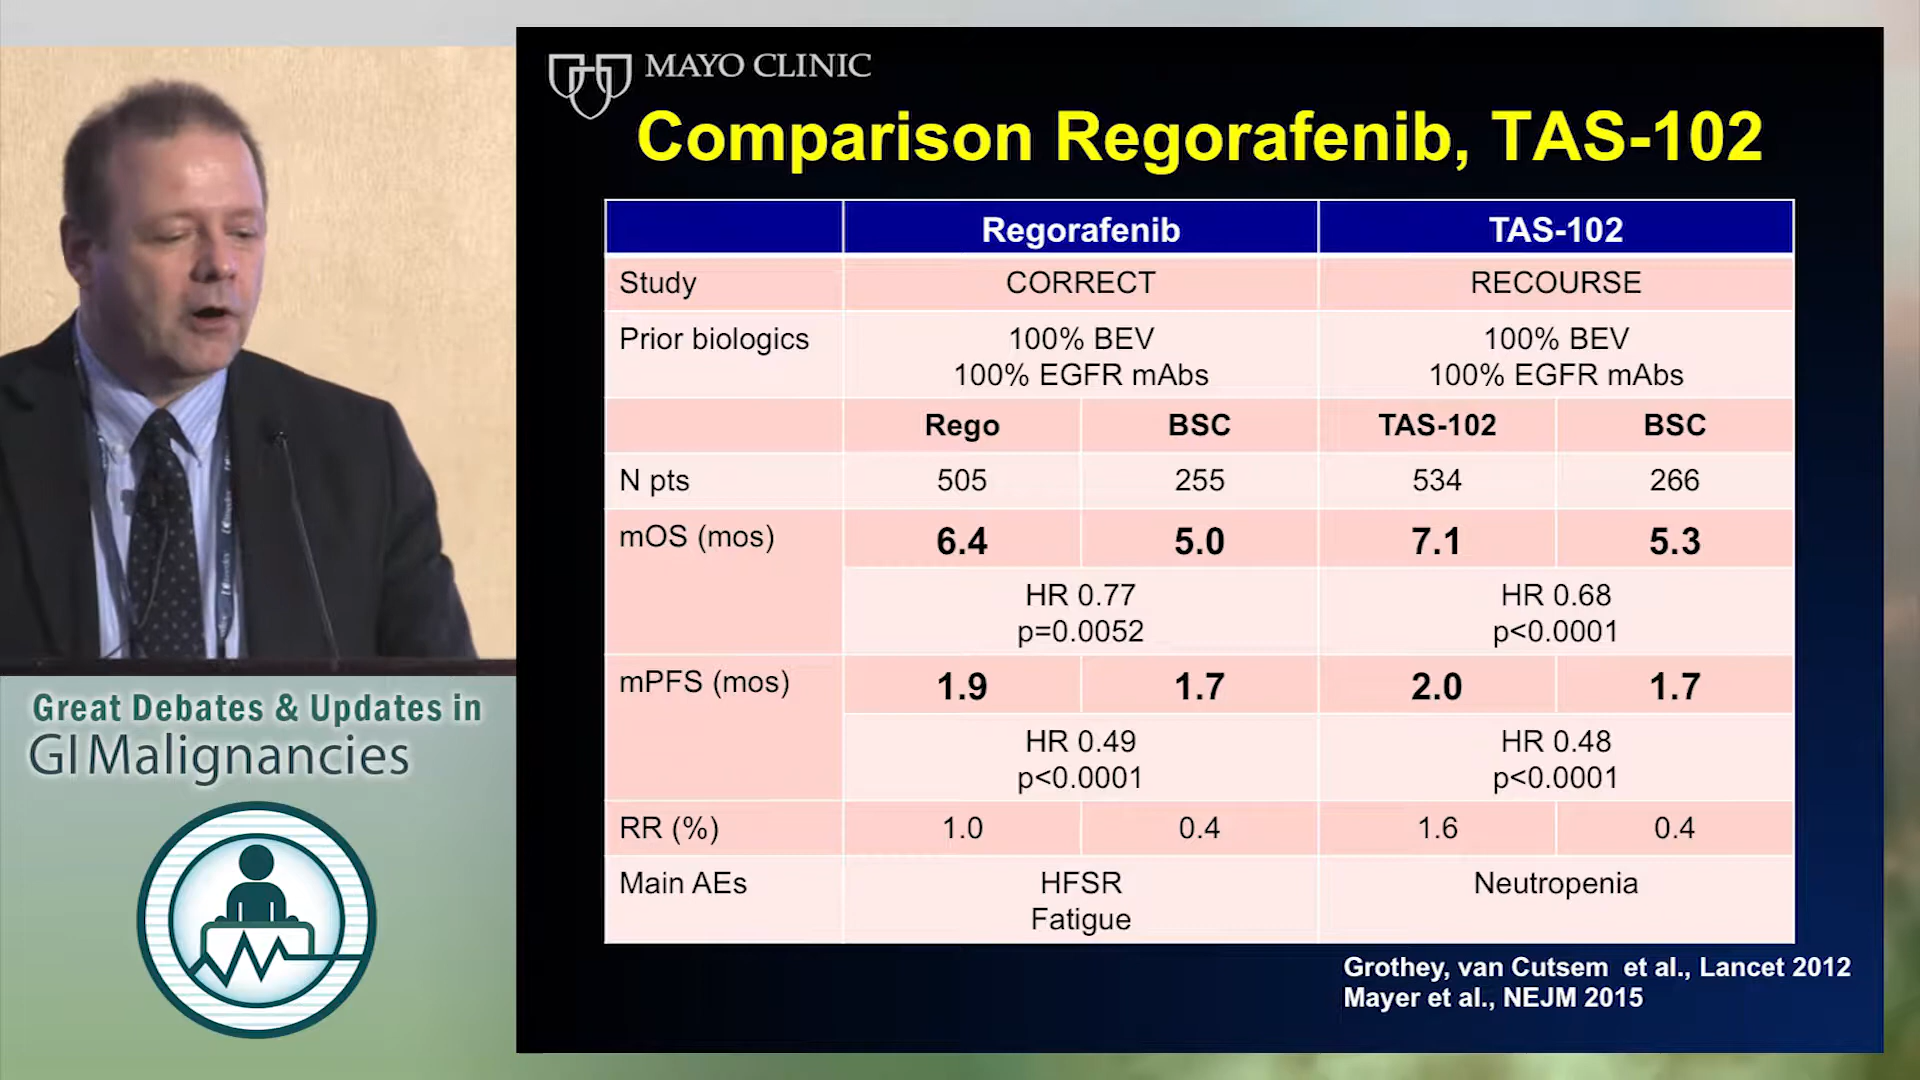 MAYO CLINIC
Comparison Regorafenib, TAS-102
Regorafenib TAS-102
Study CORRECT RECOURSE
Prior biologics 100% BEV 100% BEV
100% EGFR mAbs 100% EGFR mAbs
Rego BSC TAS-102 BSC
N pts 505 255 534 266
mOS (mos) 6.4 5.0 7.1 5.3
HR 0.77 HR 0.68
p=0.0052 p<0.0001
mPFS (mos) 1.9 1.7 2.0 1.7
HR 0.49 HR 0.48
p<0.0001 p<0.0001
RR (%) 1.0 0.4 1.6 0.4
Main AEs HFSR Neutropenia
Fatigue
Grothey, van Cutsem et al., Lancet 2012
Mayer et al., NEJM 2015
Great Debates & Updates in
GI Malignancies